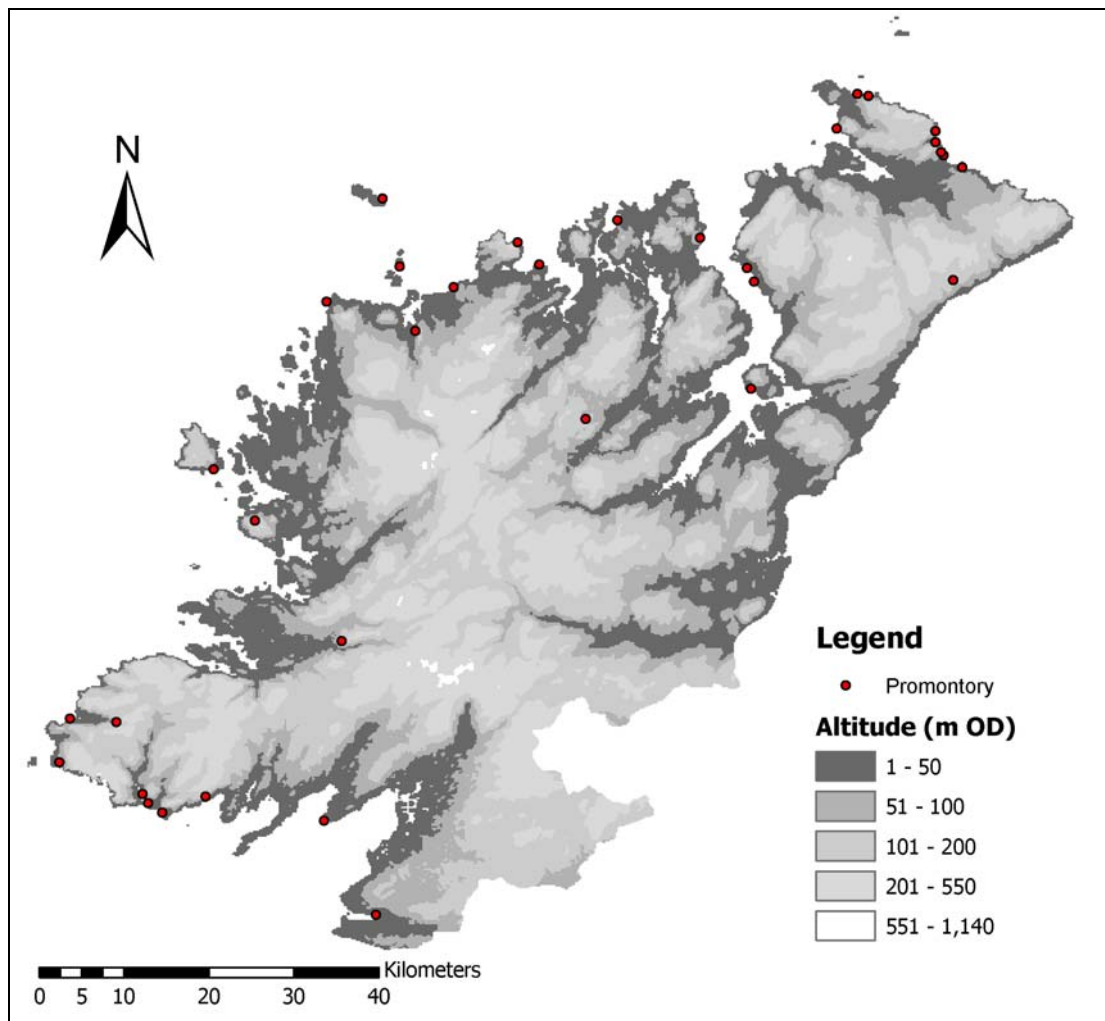 N
Legend
Promontory
Altitude (m OD)
1 - 50
51 - 100
101 - 200
201 - 550
551 - 1,140
Kilometers
0 5 10 20 30 40